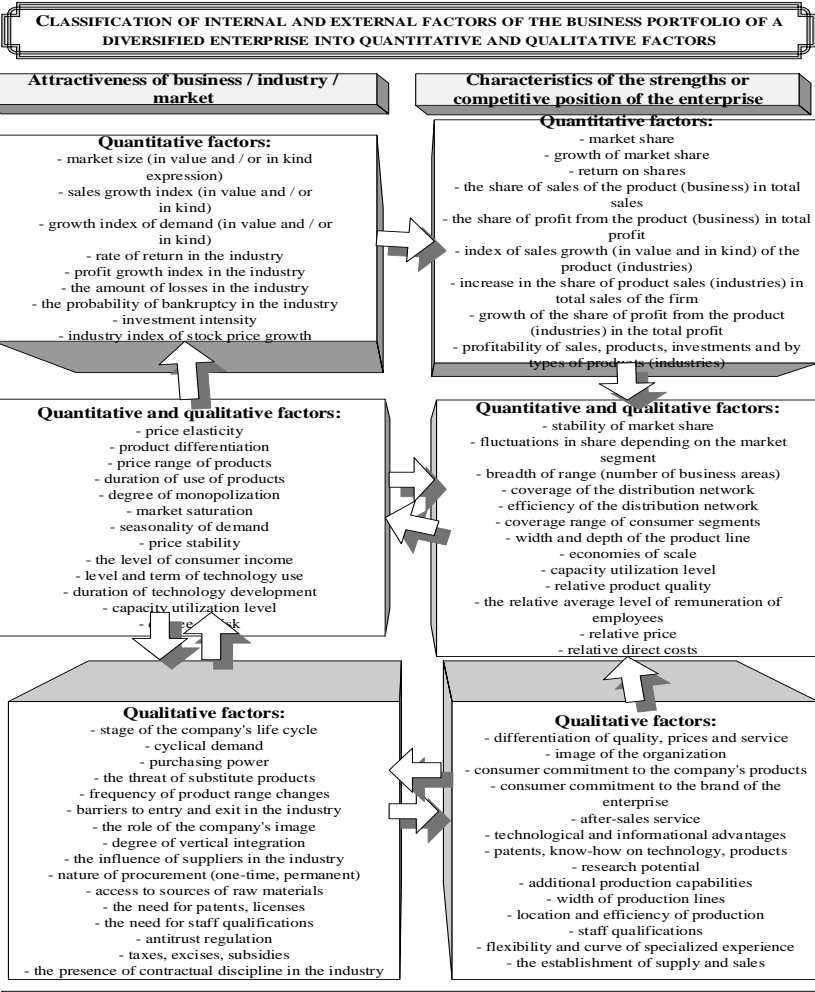 CLASSIFICATION OF INTERNAL AND EXTERNAL FACTORS OF THE BUSINESS PORTFOLIO OF A
DIVERSIFIED ENTERPRISE INTO QUANTITATIVE AND QUALITATIVE FACTORS
Attractiveness of business / industry /
market
Quantitative factors:
- market size (in value and / or in kind
expression)
- sales growth index (in value and / or
in kind)
- growth index of demand (in value and / or
in kind)
- rate of return in the industry
- profit growth index in the industry
- the amount of losses in the industry
- the probability of bankruptcy in the industry
- investment intensity
- industry index of stock price growth
Quantitative and qualitative factors:
- price elasticity
- product differentiation
- price range of products
- duration of use of products
- degree of monopolization
- market saturation
- seasonality of demand
- price stability
- the level of consumer income
- level and term of technology use
- duration of technology development
- capacity utilization level
Qualitative factors:
- stage of the company's life cycle
- cyclical demand
- purchasing power
- the threat of substitute products
- frequency of product range changes
- barriers to entry and exit in the industry
- the role of the company's image
- degree of vertical integration
- the influence of suppliers in the industry
- nature of procurement (one-time, permanent)
- access to sources of raw materials
- the need for patents, licenses
- the need for staff qualifications
- antitrust regulation
- taxes, excises, subsidies
- the presence of contractual discipline in the industry
Characteristics of the strengths or
competitive position of the enterprise
Quantitative factors:
- market share
- growth of market share
- return on shares
- the share of sales of the product (business) in total
sales
- the share of profit from the product (business) in total
profit
- index of sales growth (in value and in kind) of the
product (industries)
- increase in the share of product sales (industries) in
total sales of the firm
- growth of the share of profit from the product
(industries) in the total profit
- profitability of sales, products, investments and by
types of products (industries)
Quantitative and qualitative factors:
- stability of market share
- fluctuations in share depending on the market
segment
- breadth of range (number of business areas)
- coverage of the distribution network
- efficiency of the distribution network
- coverage range of consumer segments
- width and depth of the product line
- economies of scale
- capacity utilization level
- relative product quality
- the relative average level of remuneration of
employees
- relative price
- relative direct costs
Qualitative factors:
- differentiation of quality, prices and service
- image of the organization
- consumer commitment to the company's products
- consumer commitment to the brand of the
enterprise
- after-sales service
- technological and informational advantages
- patents, know-how on technology, products
- research potential
- additional production capabilities
- width of production lines
- location and efficiency of production
- staff qualifications
- flexibility and curve of specialized experience
- the establishment of supply and sales